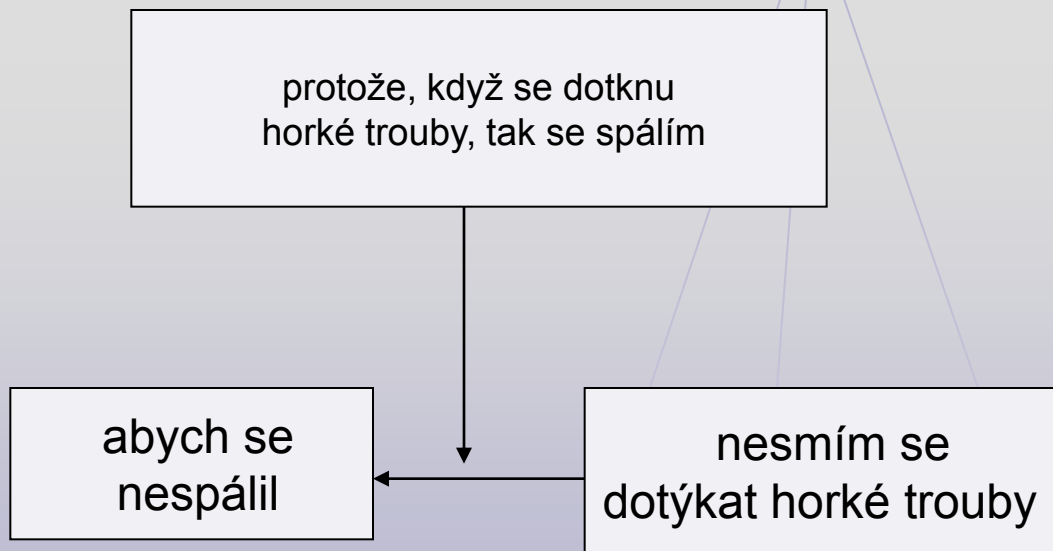 protože, když se dotknu
horké trouby, tak se spálím
abych se
nespálil
nesmím se
dotýkat horké trouby